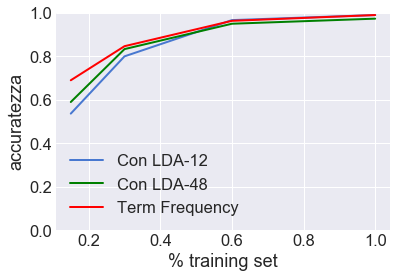 1.0
0.8
0.6
0.4
0.2
0.0
accuratezza
Con LDA-12
Con LDA-48
Term Frequency
0.2 0.4 0.6 0.8 1.0
% training set